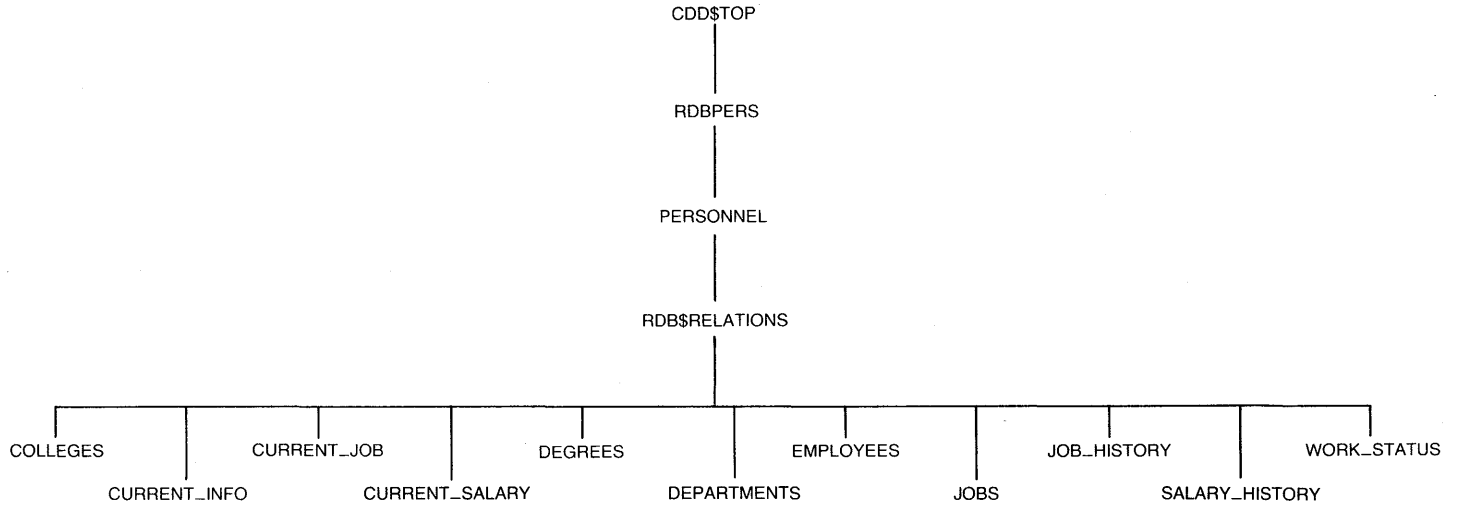 CDD$TOP
RDBPERS
PERSONNEL
RDB$RELATIONS
COLLEGES
CURRENT_JOB
DEGREES
EMPLOYEES
JOB_HISTORY
WORK_STATUS
CURRENT_INFO
CURRENT_SALARY
DEPARTMENTS
JOBS
SALARY_HISTORY